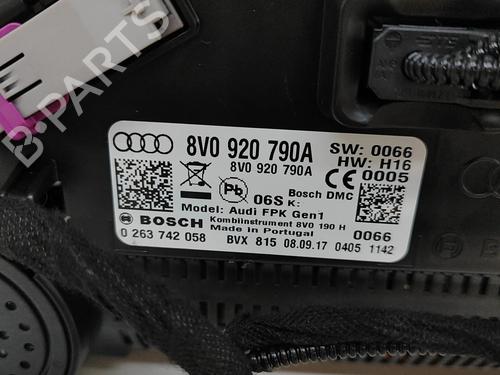 B-PARTS
8V0 920 790A
8V0 920 790A
SW: 0066
HW: H16
CE 0005
Pb
06S
Bosch DMC
K:
Model: Audi FPK Gen1
BOSCH
Kombiinstrument 8V0 190 H
0066
Made in Portugal
0 263 742 058
BVX 815 08.09.17 0405 1142